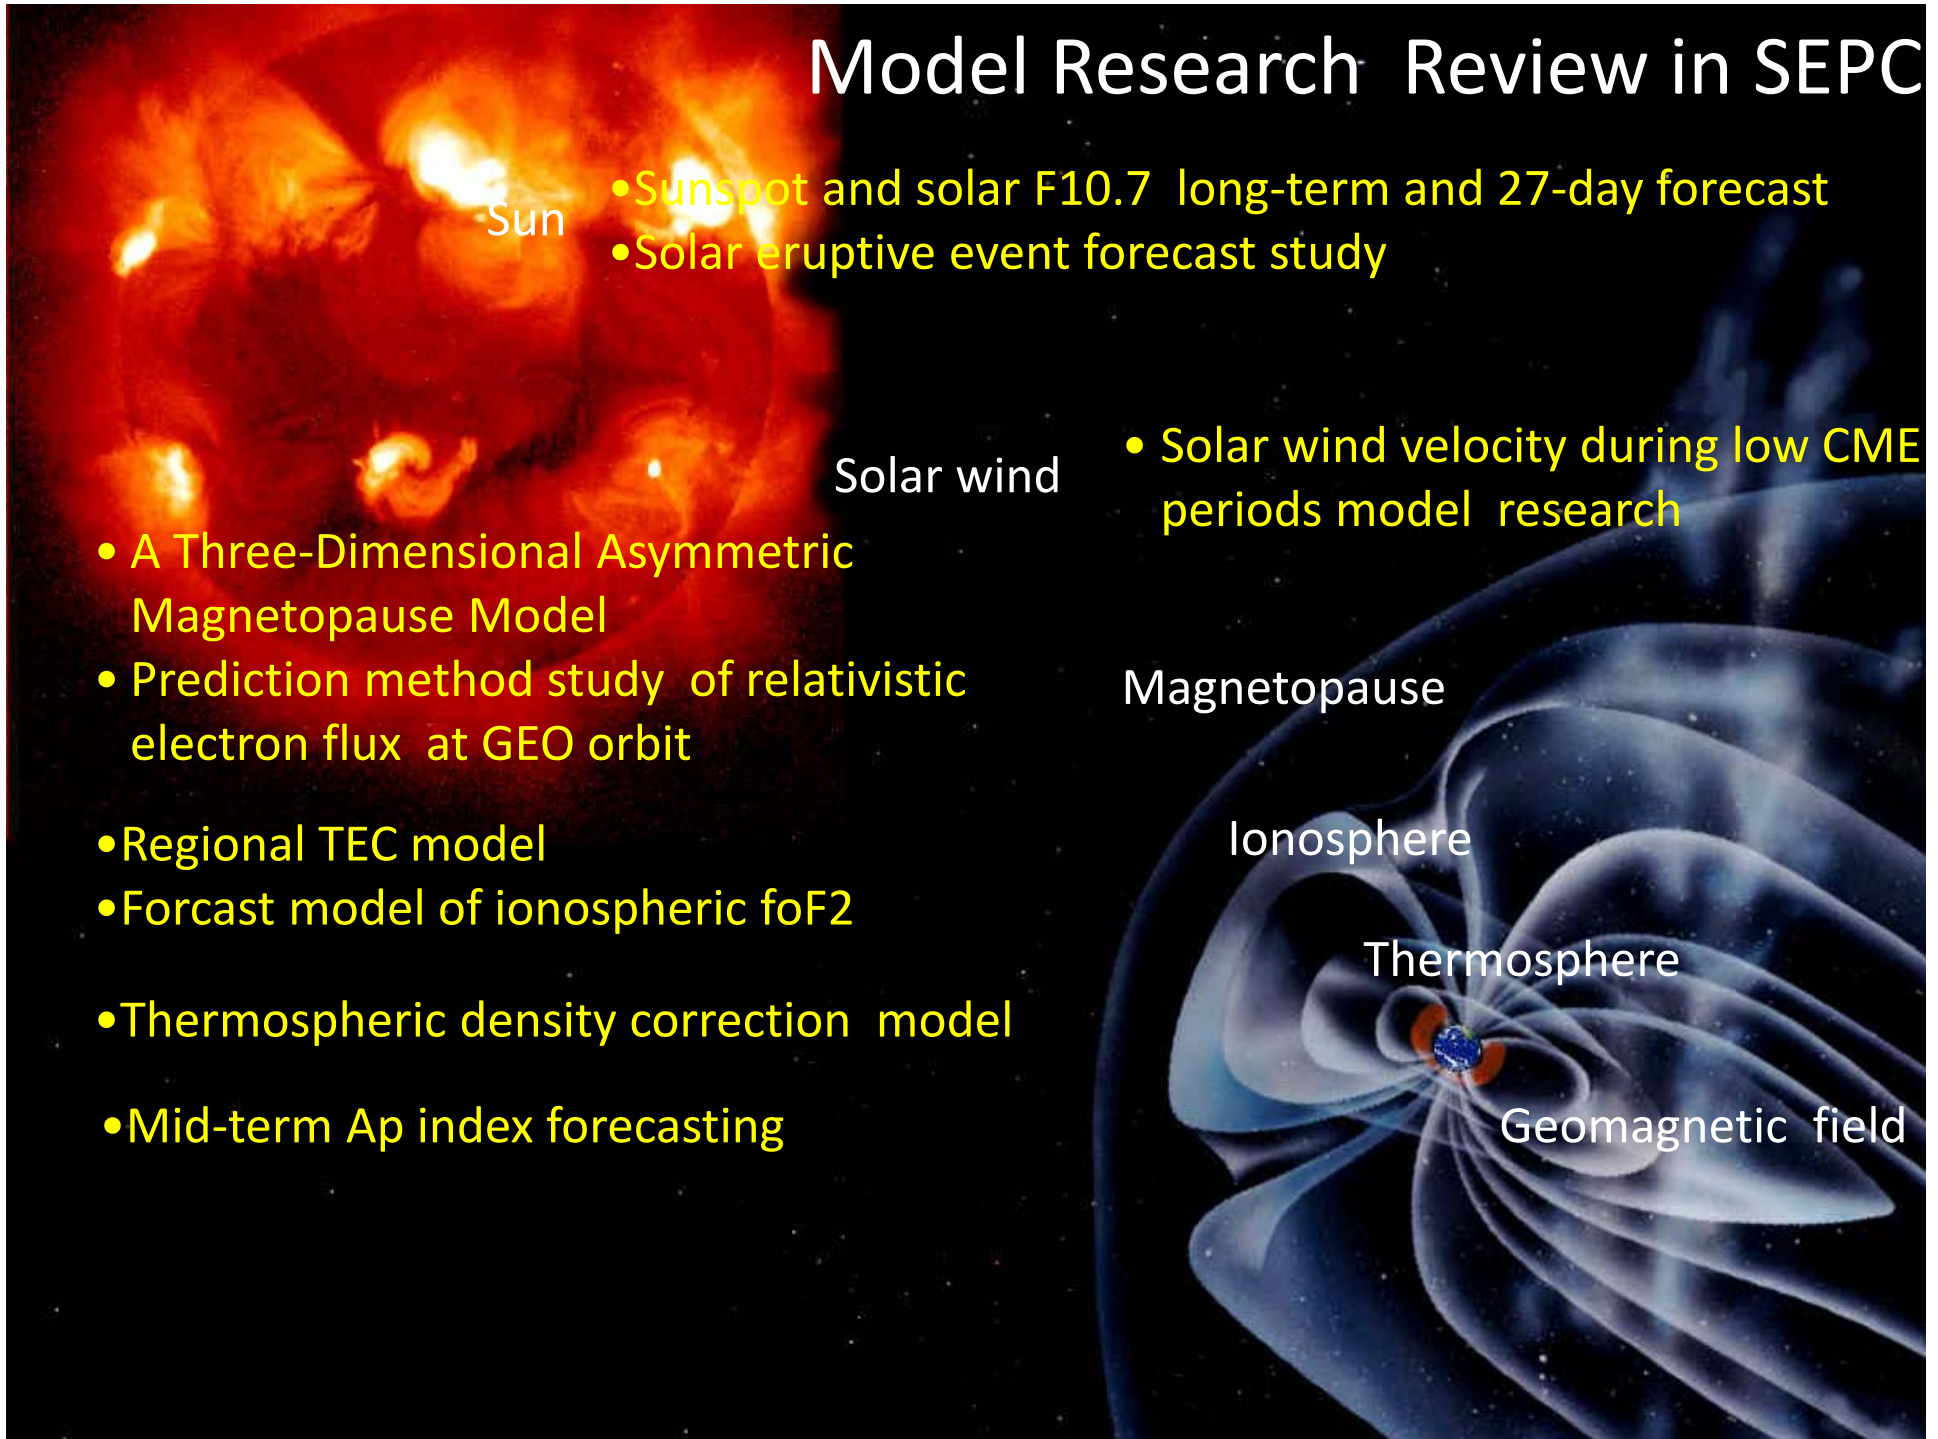 Model Research Review in SEPC
•Sunspot and solar F10.7 long-term and 27-day forecast
Sun
•Solar eruptive event forecast study
• Solar wind velocity during low CME
Solar wind
periods model research
• A Three-Dimensional Asymmetric
Magnetopause Model
• Prediction method study of relativistic
Magnetopause
electron flux at GEO orbit
•Regional TEC model
Ionosphere
•Forcast model of ionospheric foF2
Thermosphere
•Thermospheric density correction model
•Mid-term Ap index forecasting
Geomagnetic field